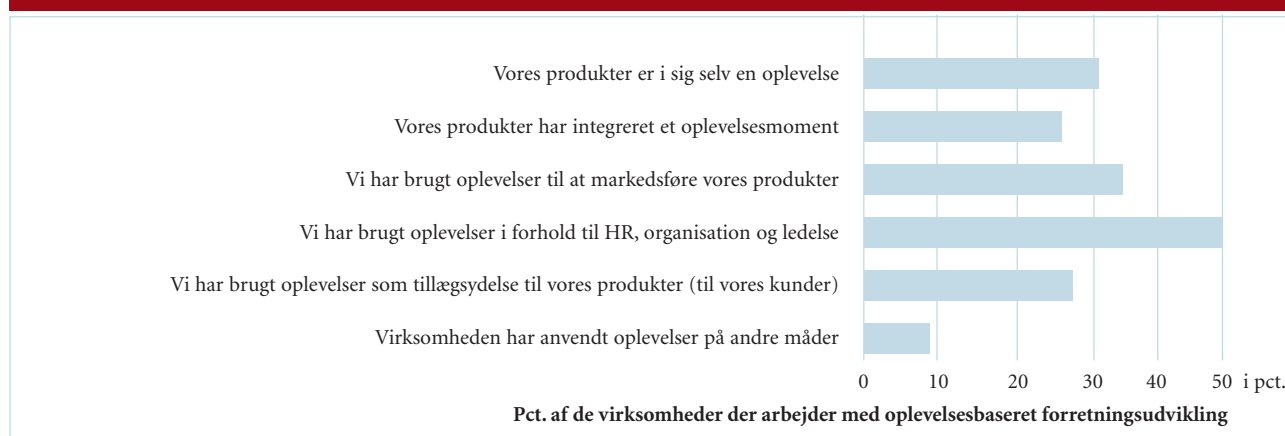 Vores produkter er i sig selv en oplevelse
Vores produkter har integreret et oplevelsesmoment
Vi har brugt oplevelser til at markedsføre vores produkter
Vi har brugt oplevelser i forhold til HR, organisation og ledelse
Vi har brugt oplevelser som tillægsydelse til vores produkter (til vores kunder)
Virksomheden har anvendt oplevelser på andre måder
0 10 20 30 40 50 i pct.
Pct. af de virksomheder der arbejder med oplevelsesbaseret forretningsudvikling